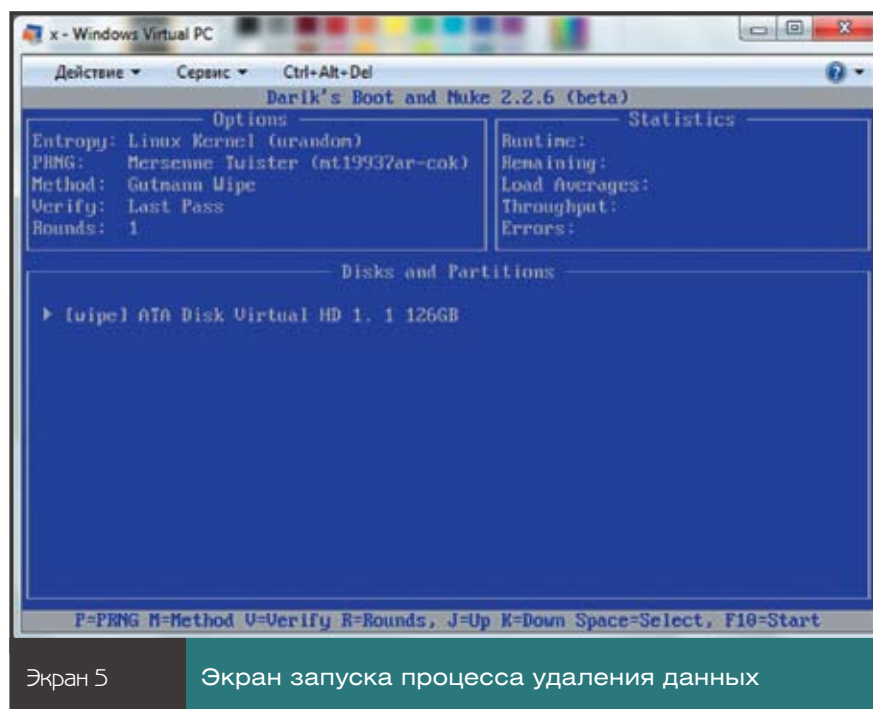 x - Windows Virtual PC
Действие Сервис Ctrl+Alt+Del
Darik's Boot and Nuke 2.2.6 (beta)
Options
Entropy: Linux Kernel (urandom)
PRNG: Mersenne Twister (mt19937ar-cok)
Method: Gutmann Wipe
Verify: Last Pass
Rounds: 1
Statistics
Runtime:
Remaining:
Load Averages:
Throughput:
Errors:
Disks and Partitions
[wipe] ATA Disk Virtual HD 1. 1 126GB
P=PRNG M=Method V=Verify R=Rounds, J=Up K=Down Space=Select, F10=Start
Экран 5
Экран запуска процесса удаления данных